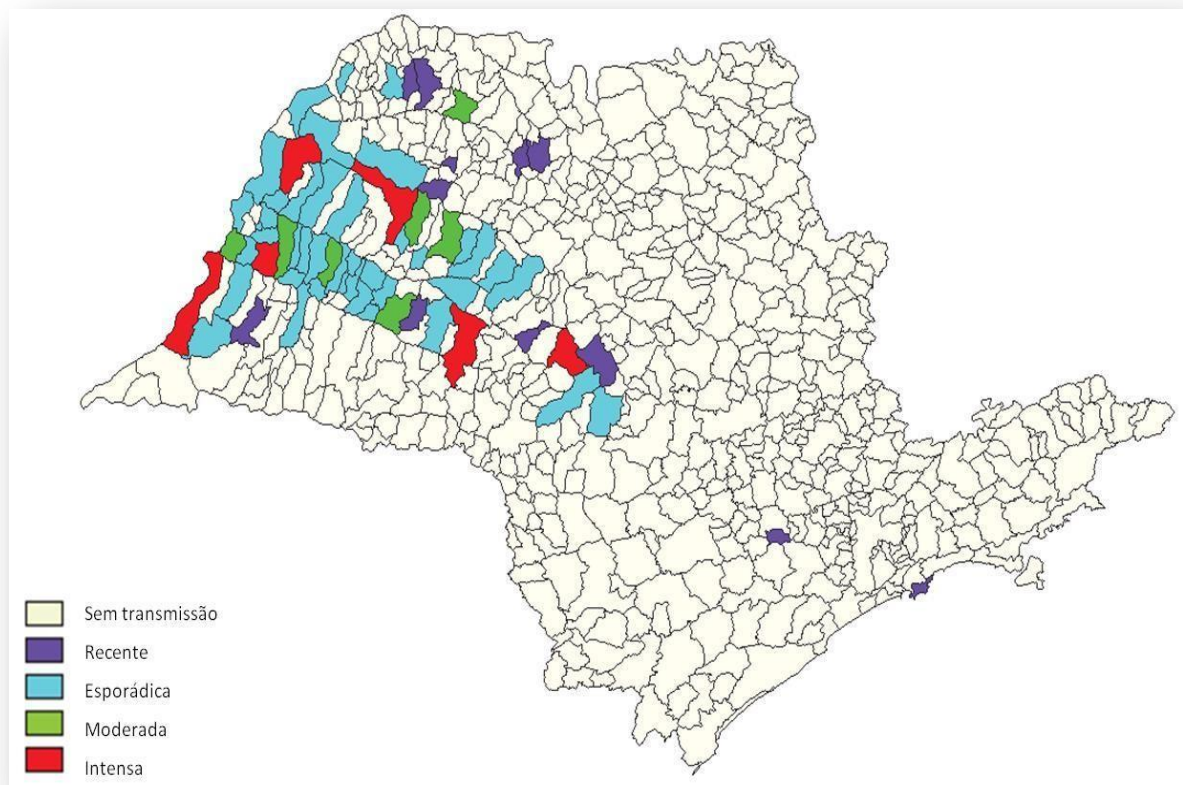 Sem transmissão
Recente
Esporádica
Moderada
Intensa